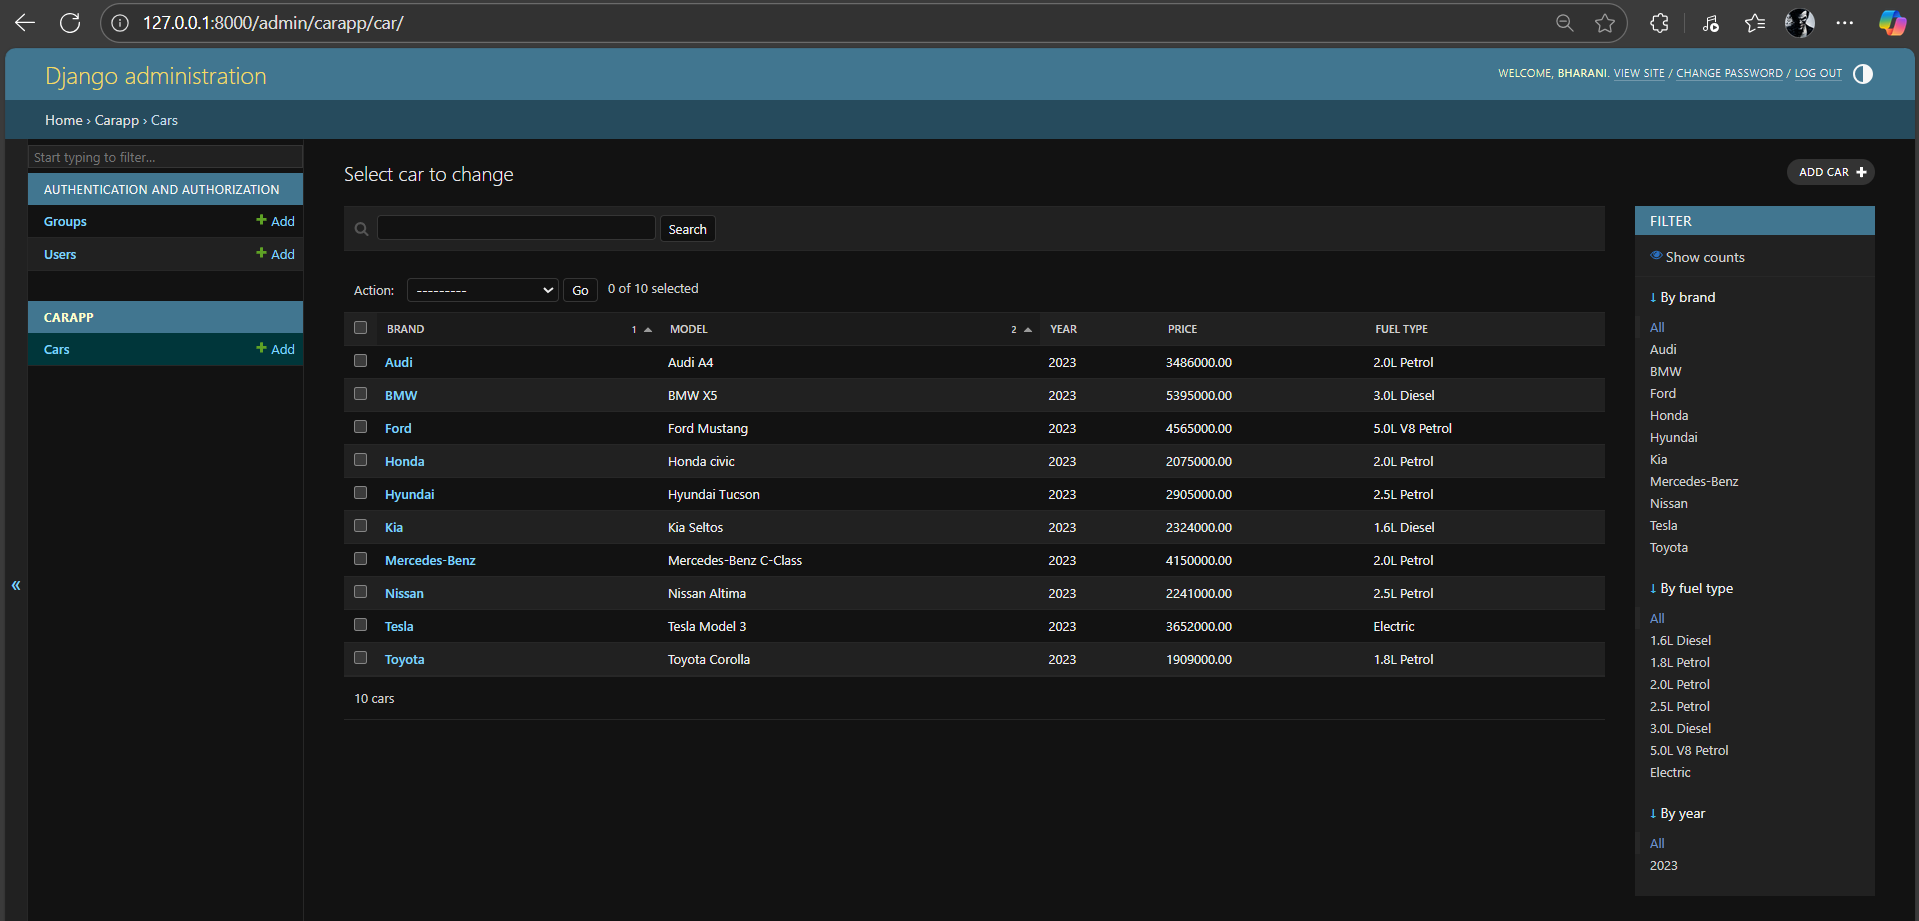 127.0.0.1:8000/admin/carapp/car/
Django administration
WELCOME, BHARANI. VIEW SITE / CHANGE PASSWORD / LOG OUT
Home › Carapp › Cars
Start typing to filter...
AUTHENTICATION AND AUTHORIZATION
Groups + Add
Users + Add
CARAPP
Cars + Add
«
Select car to change
ADD CAR +
Search
Action: --------- Go 0 of 10 selected
BRAND 1 MODEL 2 YEAR PRICE FUEL TYPE
Audi Audi A4 2023 3486000.00 2.0L Petrol
BMW BMW X5 2023 5395000.00 3.0L Diesel
Ford Ford Mustang 2023 4565000.00 5.0L V8 Petrol
Honda Honda civic 2023 2075000.00 2.0L Petrol
Hyundai Hyundai Tucson 2023 2905000.00 2.5L Petrol
Kia Kia Seltos 2023 2324000.00 1.6L Diesel
Mercedes-Benz Mercedes-Benz C-Class 2023 4150000.00 2.0L Petrol
Nissan Nissan Altima 2023 2241000.00 2.5L Petrol
Tesla Tesla Model 3 2023 3652000.00 Electric
Toyota Toyota Corolla 2023 1909000.00 1.8L Petrol
10 cars
FILTER
Show counts
↓ By brand
All
Audi
BMW
Ford
Honda
Hyundai
Kia
Mercedes-Benz
Nissan
Tesla
Toyota
↓ By fuel type
All
1.6L Diesel
1.8L Petrol
2.0L Petrol
2.5L Petrol
3.0L Diesel
5.0L V8 Petrol
Electric
↓ By year
All
2023